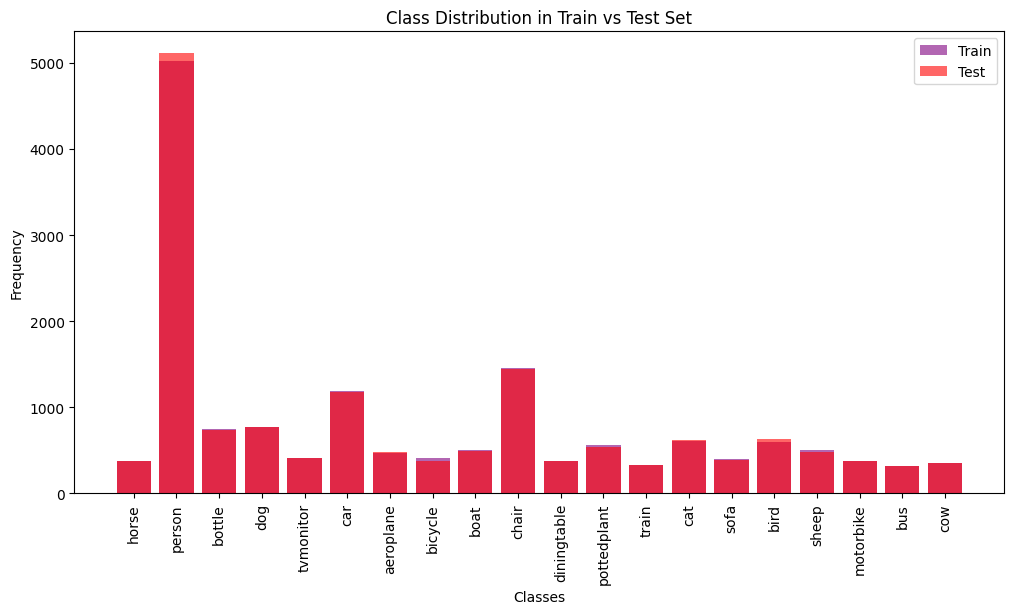 Class Distribution in Train vs Test Set
Train
Test
Frequency
5000
4000
3000
2000
1000
0
horse
person
bottle
dog
tvmonitor
car
aeroplane
bicycle
boat
chair
diningtable
pottedplant
train
cat
sofa
bird
sheep
motorbike
bus
cow
Classes